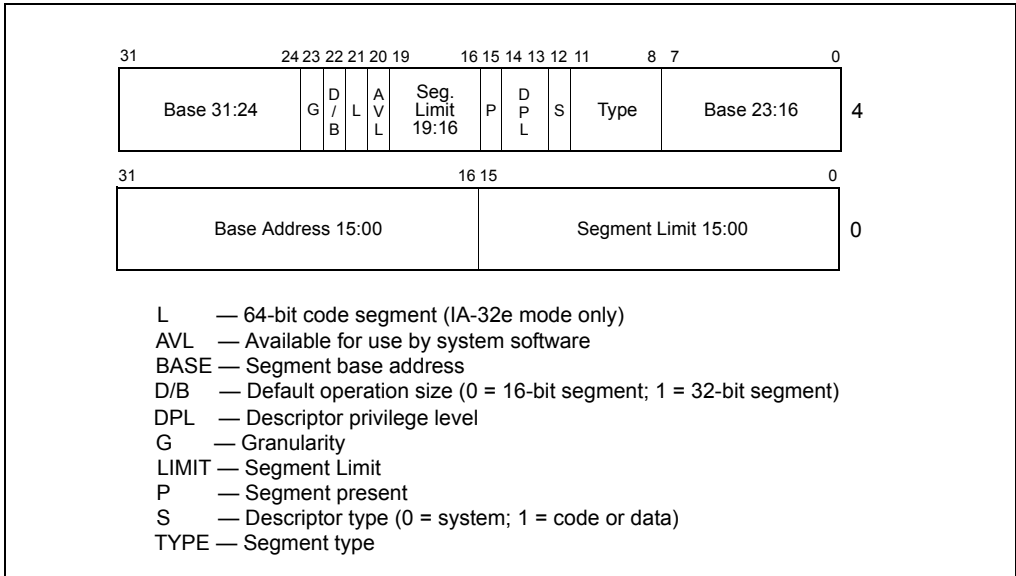 31 24 23 22 21 20 19 16 15 14 13 12 11 8 7 0
Base 31:24 G D/B L AVL Seg. Limit 19:16 P DPL S Type Base 23:16 4
31 16 15 0
Base Address 15:00 Segment Limit 15:00 0
L — 64-bit code segment (IA-32e mode only)
AVL — Available for use by system software
BASE — Segment base address
D/B — Default operation size (0 = 16-bit segment; 1 = 32-bit segment)
DPL — Descriptor privilege level
G — Granularity
LIMIT — Segment Limit
P — Segment present
S — Descriptor type (0 = system; 1 = code or data)
TYPE — Segment type